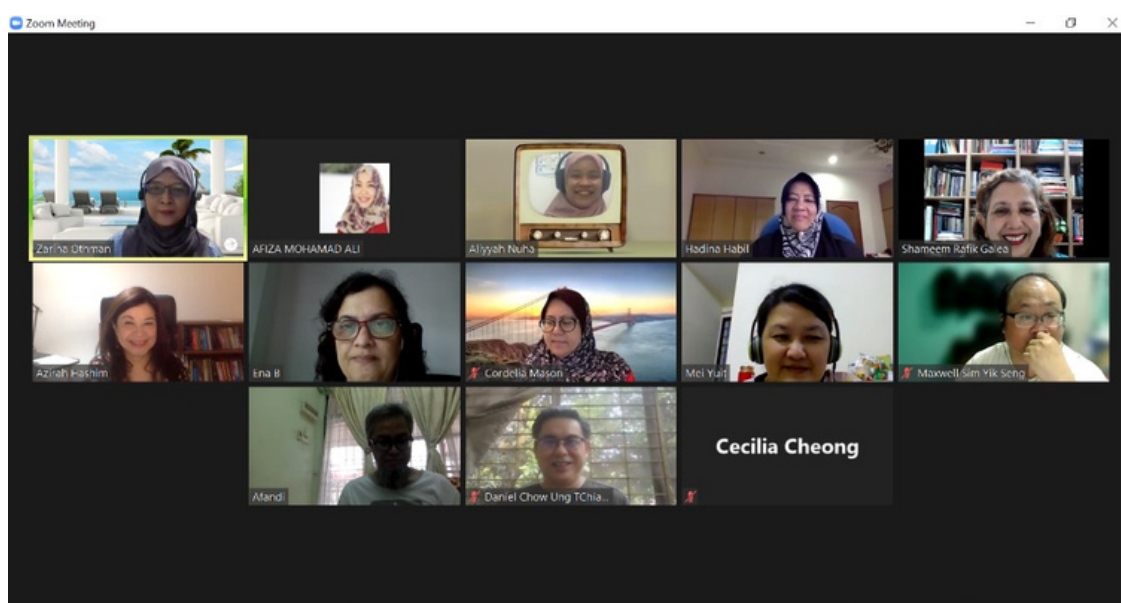 Zoom Meeting
Zarina Othman
AFIZA MOHAMAD ALI
Aliyyah Nuha
Hadina Habil
Shameem Rafik Galea
Azirah Hashim
Ena B
Cordelia Mason
Mei Yuit
Maxwell Sim Yik Seng
Afandi
Daniel Chow Ung TChia...
Cecilia Cheong